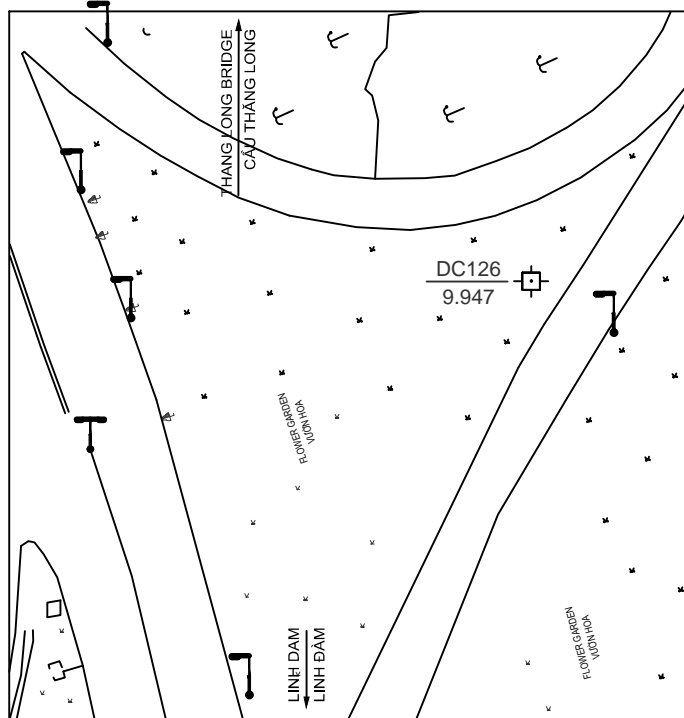 THANG LONG BRIDGE
CẦU THĂNG LONG
DC126
9.947
FLOWER GARDEN
VƯỜN HOA
LINH DAM
LINH ĐÀM
FLOWER GARDEN
VƯỜN HOA